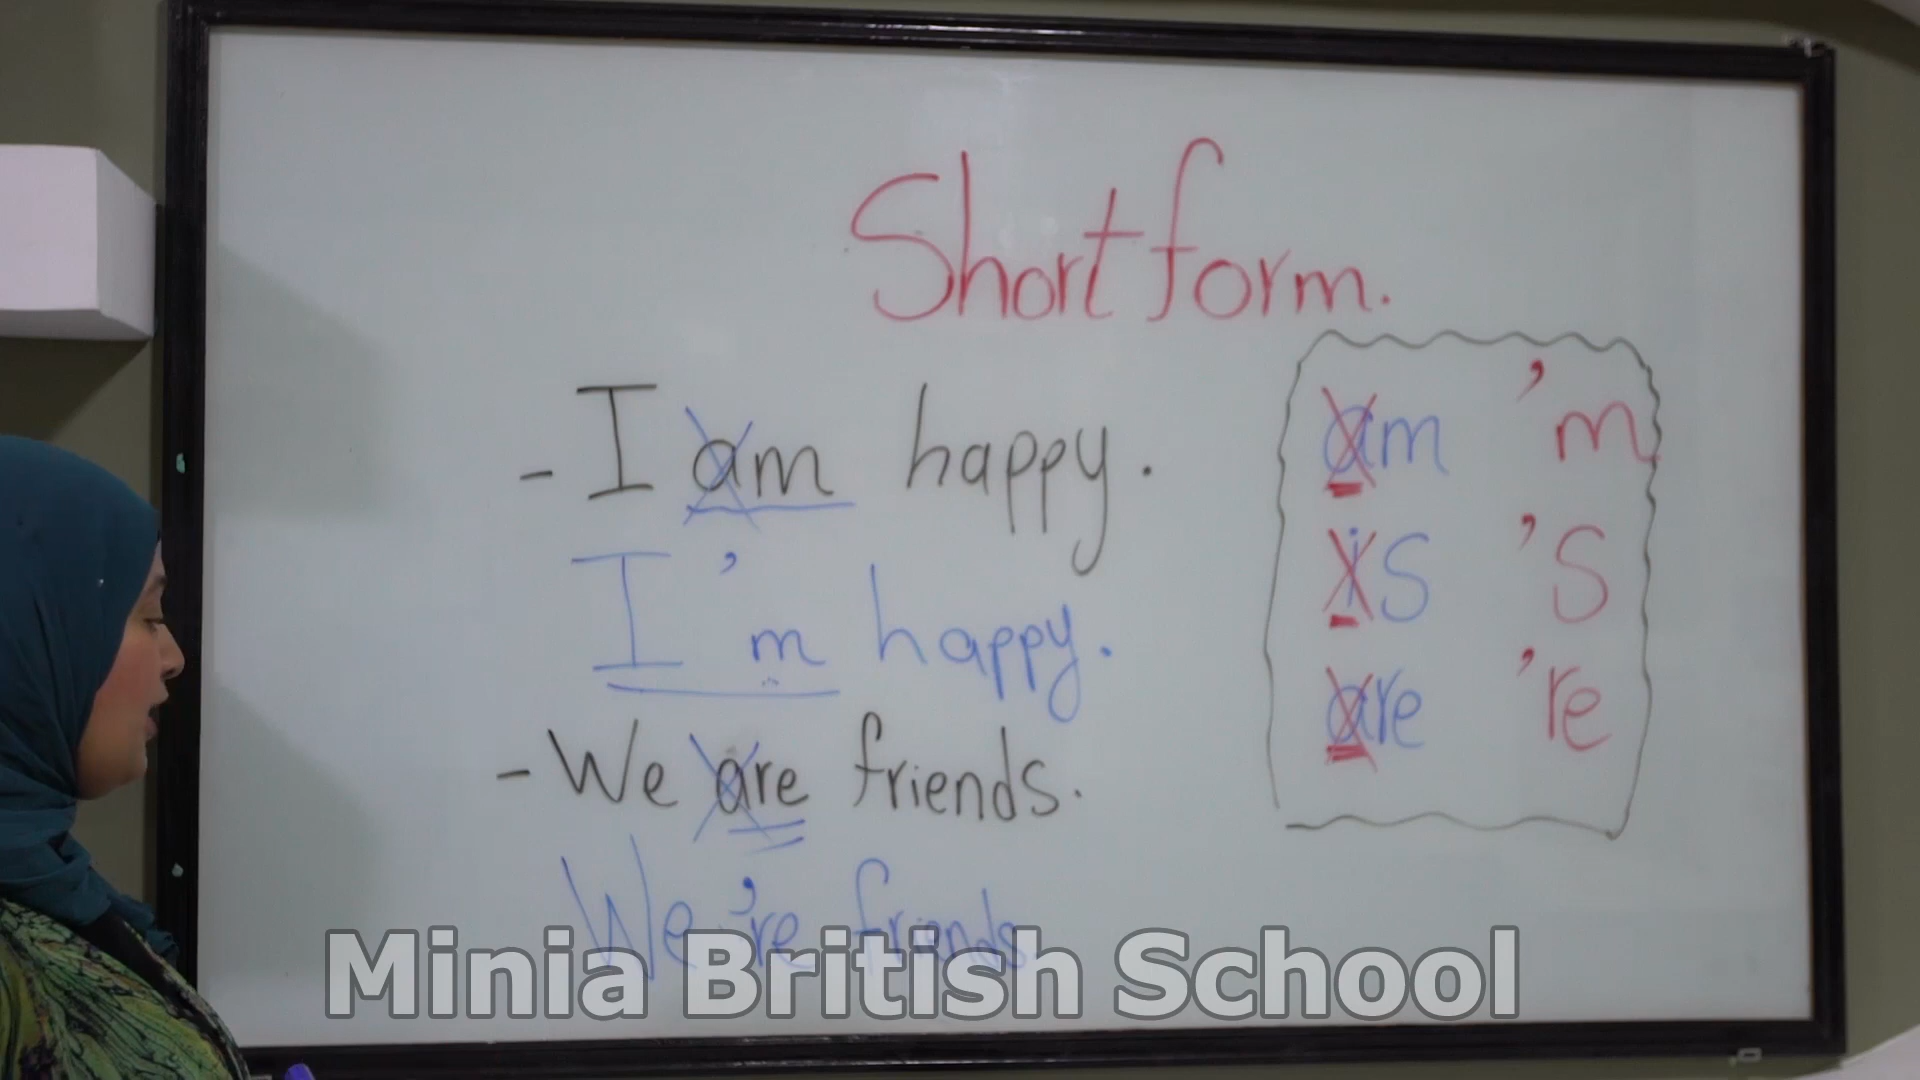 Short form.
- I am happy.
I'm happy.
- We are friends.
We're friends
am 'm
is 's
are 're
Minia British School